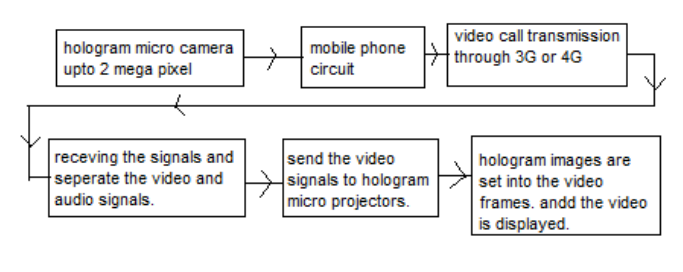 hologram micro camera
upto 2 mega pixel
mobile phone
circuit
video call transmission
through 3G or 4G
receving the signals and
seperate the video and
audio signals.
send the video
signals to hologram
micro projectors.
hologram images are
set into the video
frames. andd the video
is displayed.